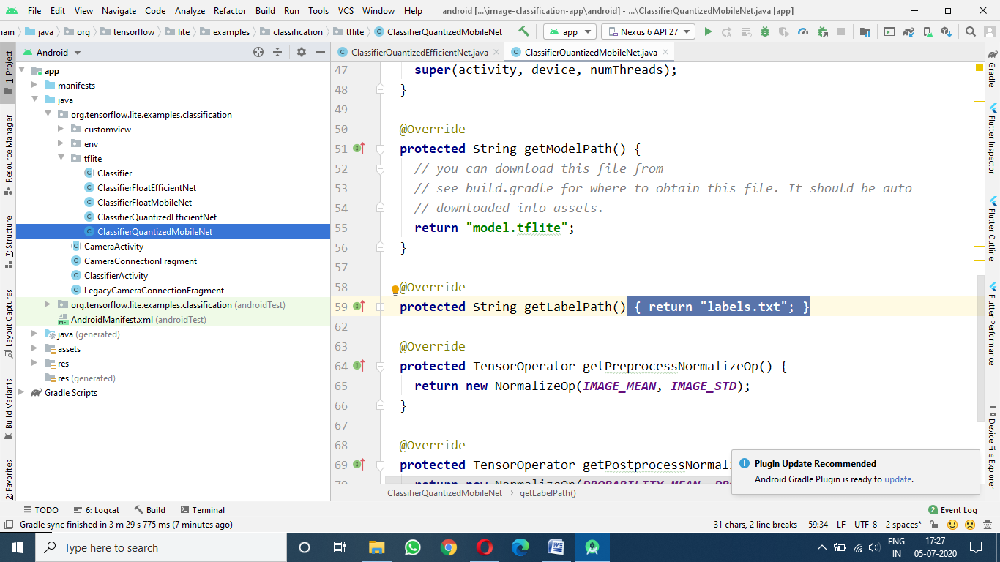 File Edit View Navigate Code Analyze Refactor Build Run Tools VCS Window Help android [...\image-classification-app\android] - ...\ClassifierQuantizedMobileNet.java [app]
main java org tensorflow lite examples classification tflite ClassifierQuantizedMobileNet app Nexus 6 API 27
Android
ClassifierQuantizedEfficientNet.java ClassifierQuantizedMobileNet.java
1: Project
Resource Manager
7: Structure
Layout Captures
Build Variants
2: Favorites
app
manifests
java
org.tensorflow.lite.examples.classification
customview
env
tflite
Classifier
ClassifierFloatEfficientNet
ClassifierFloatMobileNet
ClassifierQuantizedEfficientNet
ClassifierQuantizedMobileNet
CameraActivity
CameraConnectionFragment
ClassifierActivity
LegacyCameraConnectionFragment
org.tensorflow.lite.examples.classification (androidTest)
MF AndroidManifest.xml (androidTest)
java (generated)
assets
res
res (generated)
Gradle Scripts
47 super(activity, device, numThreads);
48 }
49
50 @Override
51 protected String getModelPath() {
52 // you can download this file from
53 // see build.gradle for where to obtain this file. It should be auto
54 // downloaded into assets.
55 return "model.tflite";
56 }
57
58 @Override
59 protected String getLabelPath() { return "labels.txt"; }
62
63 @Override
64 protected TensorOperator getPreprocessNormalizeOp() {
65 return new NormalizeOp(IMAGE_MEAN, IMAGE_STD);
66 }
67
68 @Override
69 protected TensorOperator getPostprocessNormali
70 return new NormalizeOp(PROBABILITY_MEAN, PRO
Gradle
Flutter Inspector
Flutter Outline
Flutter Performance
Device File Explorer
Plugin Update Recommended
Android Gradle Plugin is ready to update.
ClassifierQuantizedMobileNet getLabelPath()
TODO 6: Logcat Build Terminal 2 Event Log
Gradle sync finished in 3 m 29 s 775 ms (7 minutes ago) 31 chars, 2 line breaks 59:34 LF UTF-8 2 spaces*
Type here to search
ENG
IN
17:27
05-07-2020